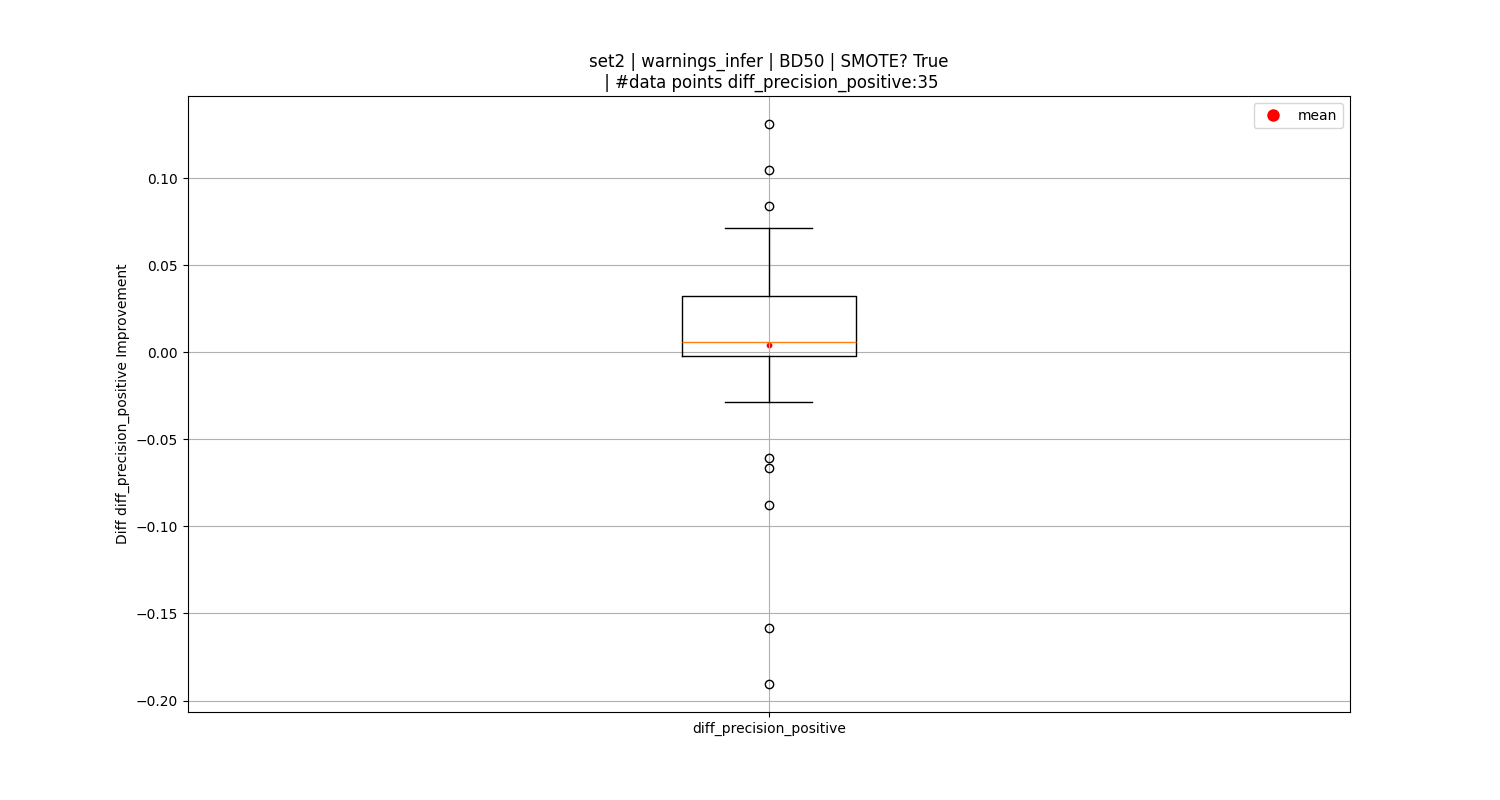 set2 | warnings_infer | BD50 | SMOTE? True
| #data points diff_precision_positive:35
mean
0.10
0.05
0.00
−0.05
−0.10
−0.15
−0.20
Diff diff_precision_positive Improvement
diff_precision_positive